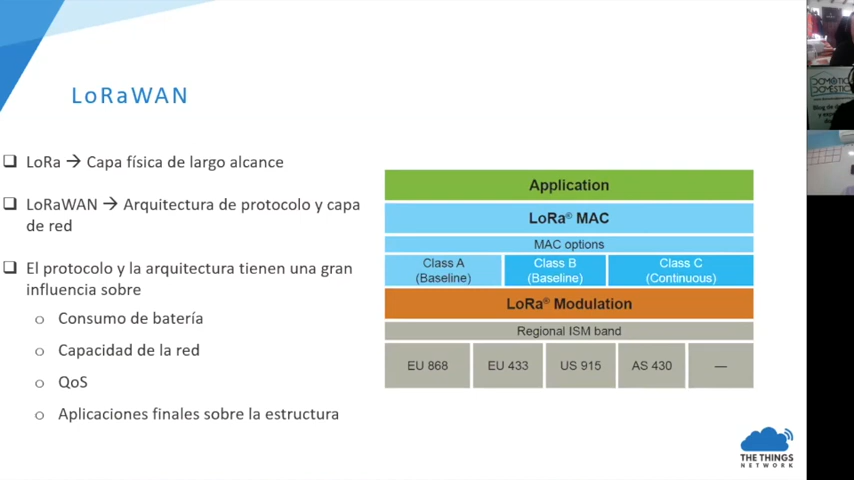 LoRaWAN
❑ LoRa → Capa física de largo alcance
❑ LoRaWAN → Arquitectura de protocolo y capa
de red
❑ El protocolo y la arquitectura tienen una gran
influencia sobre
o Consumo de batería
o Capacidad de la red
o QoS
o Aplicaciones finales sobre la estructura
Application
LoRa® MAC
MAC options
Class A
(Baseline)
Class B
(Baseline)
Class C
(Continuous)
LoRa® Modulation
Regional ISM band
EU 868
EU 433
US 915
AS 430
—
THE THINGS
NETWORK